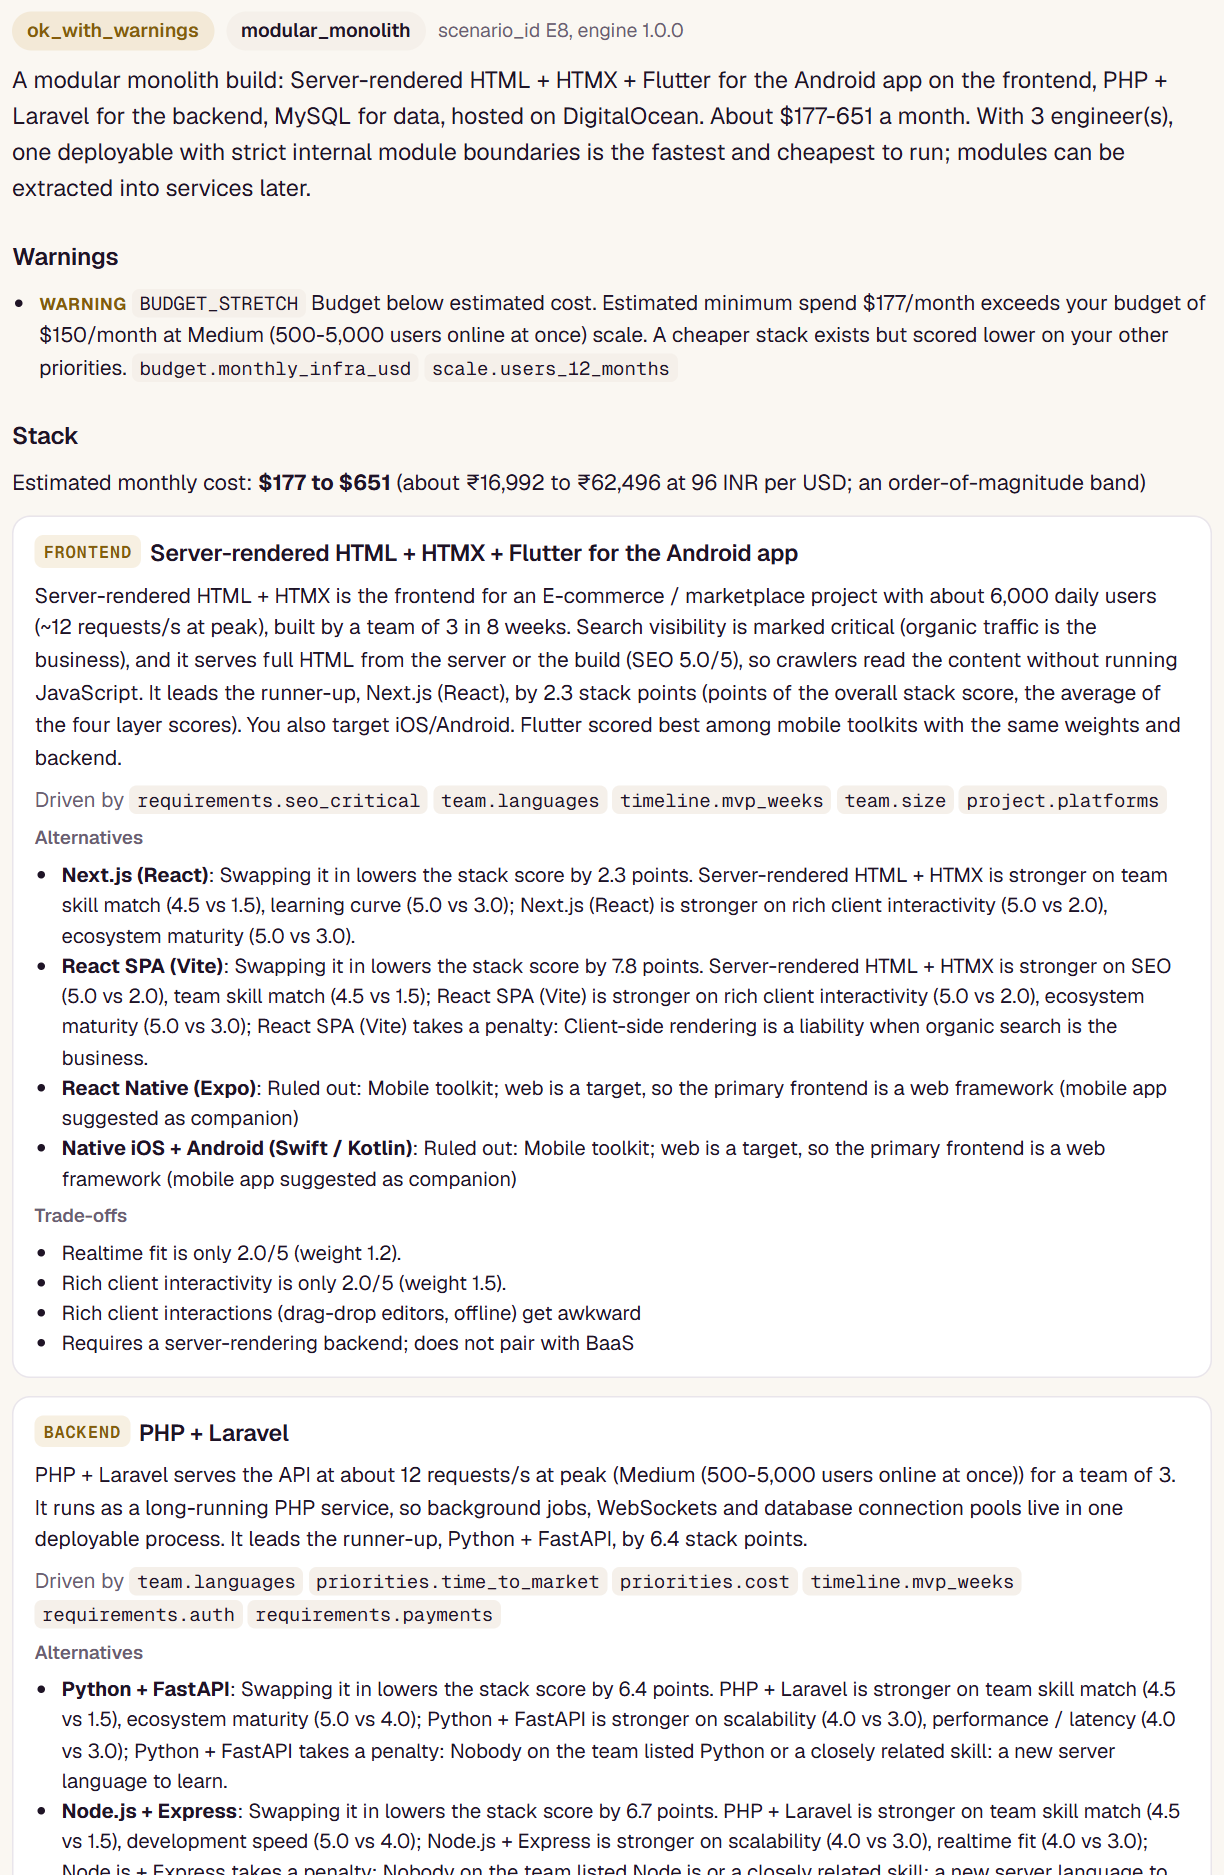 ok_with_warnings modular_monolith scenario_id E8, engine 1.0.0
A modular monolith build: Server-rendered HTML + HTMX + Flutter for the Android app on the frontend, PHP +
Laravel for the backend, MySQL for data, hosted on DigitalOcean. About $177-651 a month. With 3 engineer(s),
one deployable with strict internal module boundaries is the fastest and cheapest to run; modules can be
extracted into services later.
Warnings
• WARNING BUDGET_STRETCH Budget below estimated cost. Estimated minimum spend $177/month exceeds your budget of
$150/month at Medium (500-5,000 users online at once) scale. A cheaper stack exists but scored lower on your other
priorities. budget.monthly_infra_usd scale.users_12_months
Stack
Estimated monthly cost: $177 to $651 (about ₹16,992 to ₹62,496 at 96 INR per USD; an order-of-magnitude band)
FRONTEND Server-rendered HTML + HTMX + Flutter for the Android app
Server-rendered HTML + HTMX is the frontend for an E-commerce / marketplace project with about 6,000 daily users
(~12 requests/s at peak), built by a team of 3 in 8 weeks. Search visibility is marked critical (organic traffic is the
business), and it serves full HTML from the server or the build (SEO 5.0/5), so crawlers read the content without running
JavaScript. It leads the runner-up, Next.js (React), by 2.3 stack points (points of the overall stack score, the average of
the four layer scores). You also target iOS/Android. Flutter scored best among mobile toolkits with the same weights and
backend.
Driven by requirements.seo_critical team.languages timeline.mvp_weeks team.size project.platforms
Alternatives
• Next.js (React): Swapping it in lowers the stack score by 2.3 points. Server-rendered HTML + HTMX is stronger on team
skill match (4.5 vs 1.5), learning curve (5.0 vs 3.0); Next.js (React) is stronger on rich client interactivity (5.0 vs 2.0),
ecosystem maturity (5.0 vs 3.0).
• React SPA (Vite): Swapping it in lowers the stack score by 7.8 points. Server-rendered HTML + HTMX is stronger on SEO
(5.0 vs 2.0), team skill match (4.5 vs 1.5); React SPA (Vite) is stronger on rich client interactivity (5.0 vs 2.0), ecosystem
maturity (5.0 vs 3.0); React SPA (Vite) takes a penalty: Client-side rendering is a liability when organic search is the
business.
• React Native (Expo): Ruled out: Mobile toolkit; web is a target, so the primary frontend is a web framework (mobile app
suggested as companion)
• Native iOS + Android (Swift / Kotlin): Ruled out: Mobile toolkit; web is a target, so the primary frontend is a web
framework (mobile app suggested as companion)
Trade-offs
• Realtime fit is only 2.0/5 (weight 1.2).
• Rich client interactivity is only 2.0/5 (weight 1.5).
• Rich client interactions (drag-drop editors, offline) get awkward
• Requires a server-rendering backend; does not pair with BaaS
BACKEND PHP + Laravel
PHP + Laravel serves the API at about 12 requests/s at peak (Medium (500-5,000 users online at once)) for a team of 3.
It runs as a long-running PHP service, so background jobs, WebSockets and database connection pools live in one
deployable process. It leads the runner-up, Python + FastAPI, by 6.4 stack points.
Driven by team.languages priorities.time_to_market priorities.cost timeline.mvp_weeks
requirements.auth requirements.payments
Alternatives
• Python + FastAPI: Swapping it in lowers the stack score by 6.4 points. PHP + Laravel is stronger on team skill match (4.5
vs 1.5), ecosystem maturity (5.0 vs 4.0); Python + FastAPI is stronger on scalability (4.0 vs 3.0), performance / latency (4.0
vs 3.0); Python + FastAPI takes a penalty: Nobody on the team listed Python or a closely related skill: a new server
language to learn.
• Node.js + Express: Swapping it in lowers the stack score by 6.7 points. PHP + Laravel is stronger on team skill match (4.5
vs 1.5), development speed (5.0 vs 4.0); Node.js + Express is stronger on scalability (4.0 vs 3.0), realtime fit (4.0 vs 3.0);
Node.js + Express takes a penalty: Nobody on the team listed Node.js or a closely related skill: a new server language to